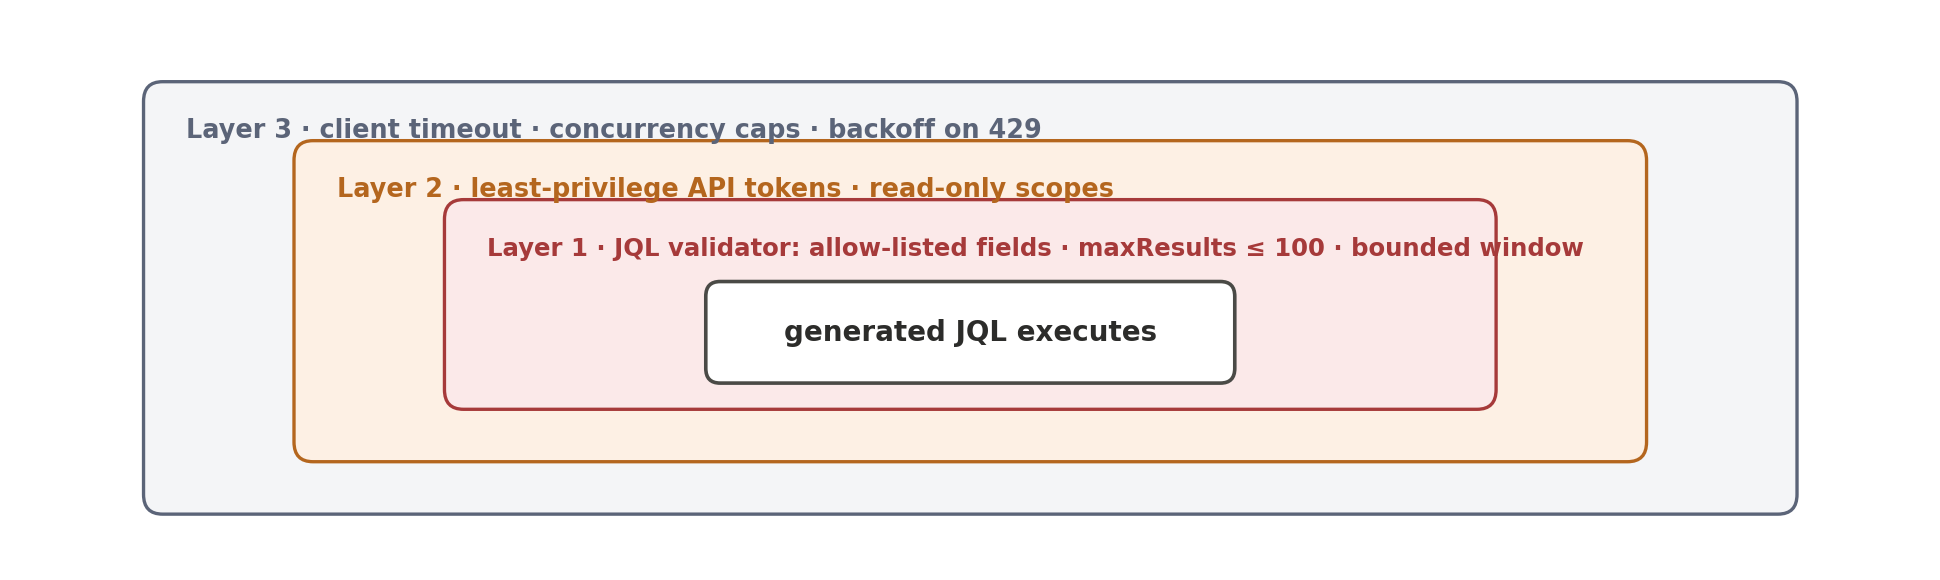 Layer 3 · client timeout · concurrency caps · backoff on 429
Layer 2 · least-privilege API tokens · read-only scopes
Layer 1 · JQL validator: allow-listed fields · maxResults ≤ 100 · bounded window
generated JQL executes